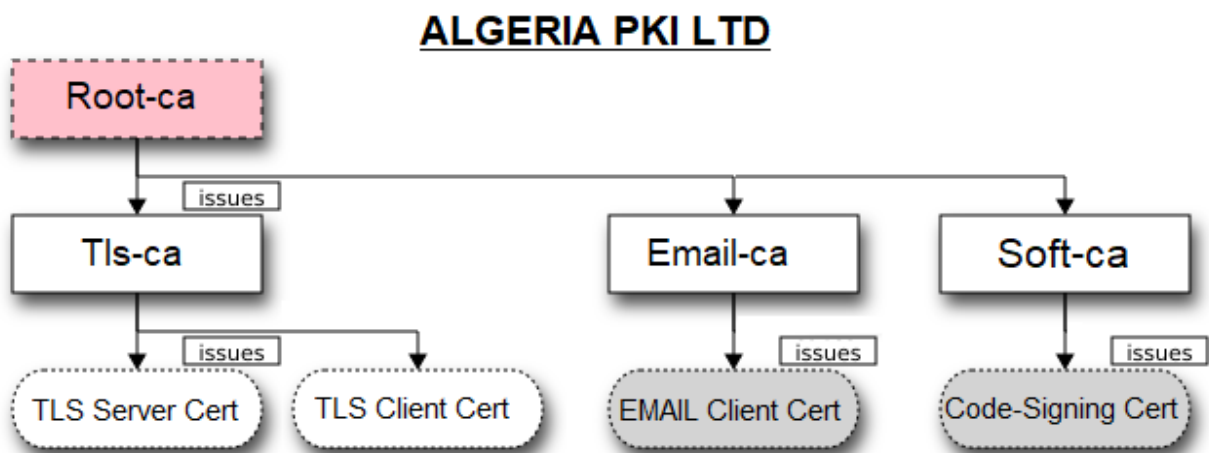 ALGERIA PKI LTD
Root-ca
issues
Tls-ca
Email-ca
Soft-ca
issues
issues
issues
TLS Server Cert
TLS Client Cert
EMAIL Client Cert
Code-Signing Cert